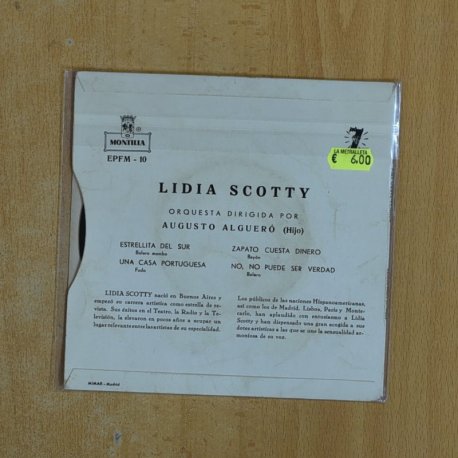 MONTILLA
EPFM - 10
7
LA METRALLETA
€ 6,00
LIDIA SCOTTY
ORQUESTA DIRIGIDA POR
AUGUSTO ALGUERÓ (Hijo)
ESTRELLITA DEL SUR
Bolero mambo
UNA CASA PORTUGUESA
Fado
ZAPATO CUESTA DINERO
Bayón
NO, NO PUEDE SER VERDAD
Bolero
LIDIA SCOTTY nació en Buenos Aires y
empezó su carrera artística como estrella de re-
vista. Sus éxitos en el Teatro, la Radio y la Te-
levisión, la elevaron en pocos años a ocupar un
lugar relevante entre las artistas de su especialidad.
Los públicos de las naciones Hispanoamericanas,
así como los de Madrid, Lisboa, París y Monte-
carlo, han aplaudido con entusiasmo a Lidia
Scotty y han dispensado una gran acogida a sus
dotes artísticas a las que se une la sensualidad ar-
moniosa de su voz.
MIMAR - Madrid